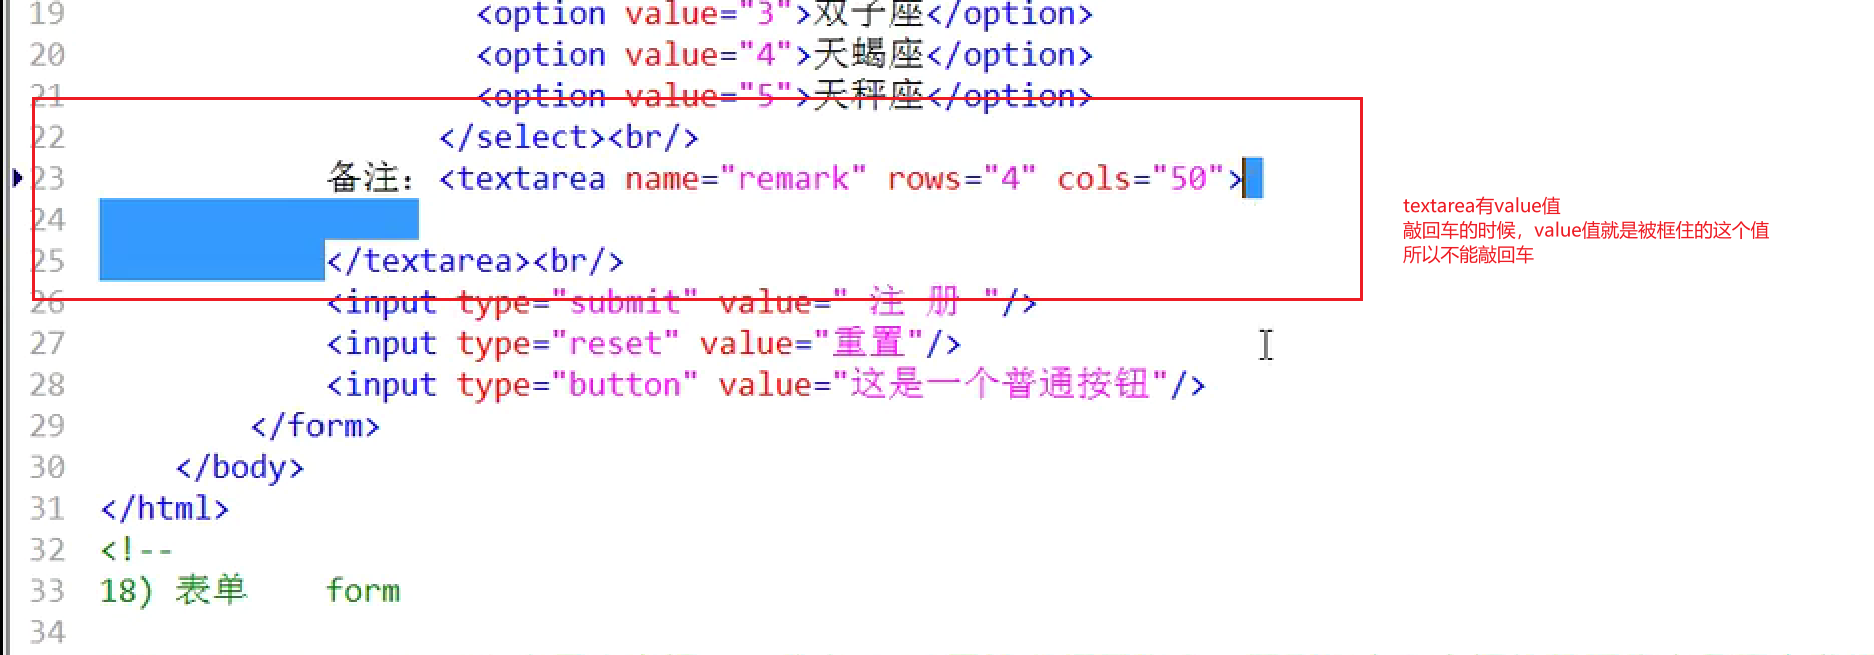 19 <option value="3">双子座</option>
20 <option value="4">天蝎座</option>
21 <option value="5">天秤座</option>
22 </select><br/>
23 备注：<textarea name="remark" rows="4" cols="50">
24
25 </textarea><br/>
26 <input type="submit" value=" 注 册 "/>
27 <input type="reset" value="重置"/>
28 <input type="button" value="这是一个普通按钮"/>
29 </form>
30 </body>
31 </html>
32 <!--
33 18) 表单 form
34
textarea有value值
敲回车的时候，value值就是被框住的这个值
所以不能敲回车